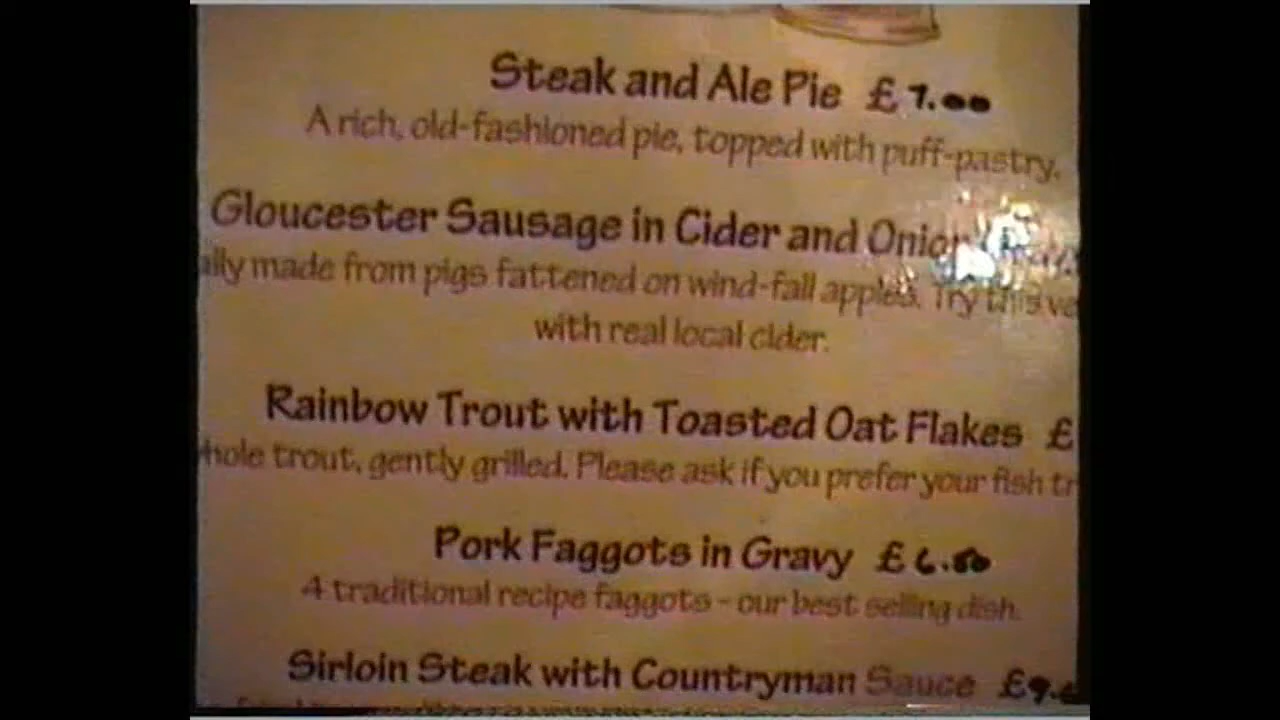 Steak and Ale Pie £7.00
A rich, old-fashioned pie, topped with puff-pastry.
Gloucester Sausage in Cider and Onion
made from pigs fattened on wind-fall apples. Try this
with real local cider.
Rainbow Trout with Toasted Oat Flakes £
trout, gently grilled. Please ask if you prefer your fish
Pork Faggots in Gravy £6.50
4 traditional recipe faggots - our best selling dish.
Sirloin Steak with Countryman Sauce £9.